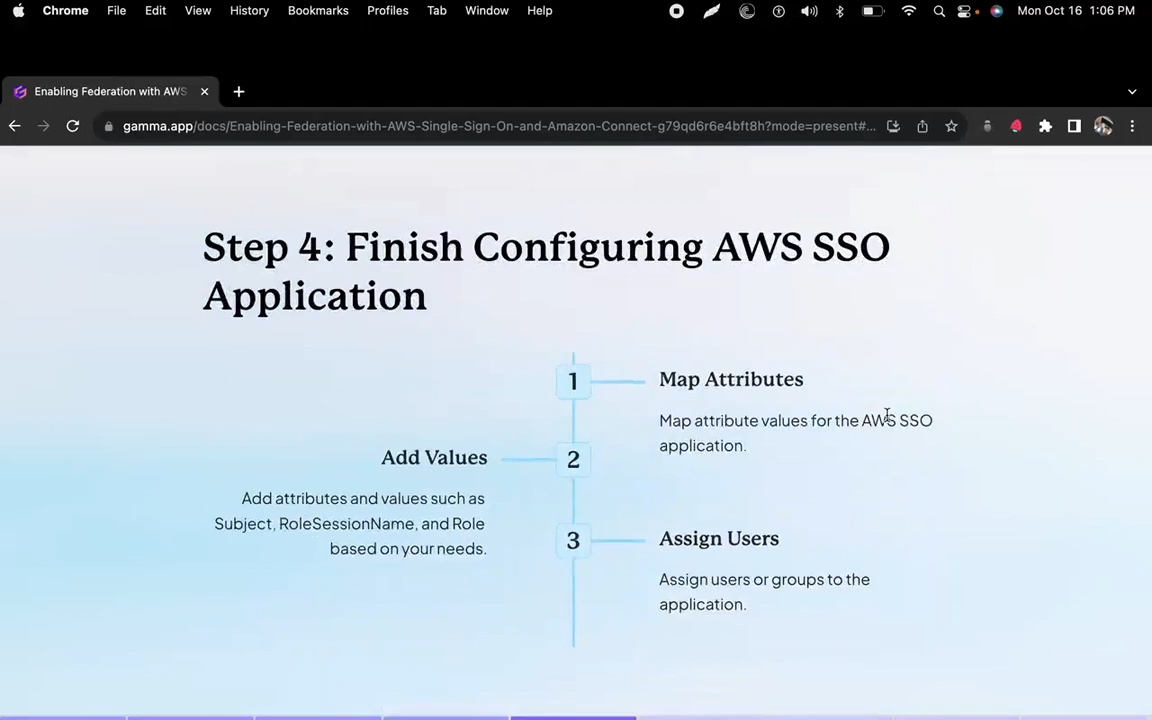 Chrome File Edit View History Bookmarks Profiles Tab Window Help Mon Oct 16 1:06 PM
Enabling Federation with AWS
gamma.app/docs/Enabling-Federation-with-AWS-Single-Sign-On-and-Amazon-Connect-g79qd6r6e4bft8h?mode=present#...
Step 4: Finish Configuring AWS SSO
Application
1
Map Attributes
Map attribute values for the AWS SSO
application.
2
Add Values
Add attributes and values such as
Subject, RoleSessionName, and Role
based on your needs.
3
Assign Users
Assign users or groups to the
application.